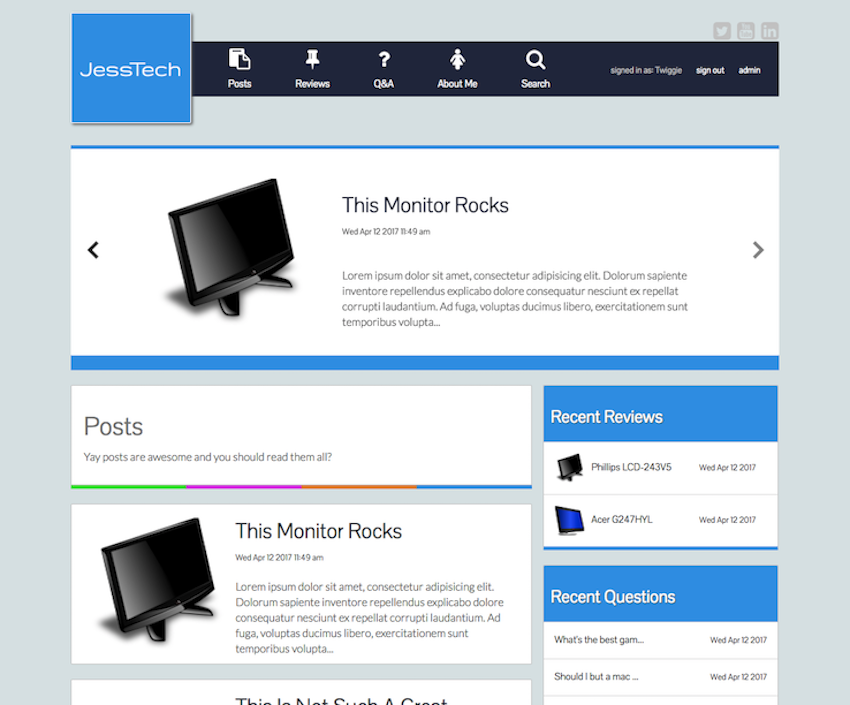 JessTech
Posts
Reviews
Q&A
About Me
Search
signed in as: Twiggie
sign out
admin
This Monitor Rocks
Wed Apr 12 2017 11:49 am
Lorem ipsum dolor sit amet, consectetur adipisicing elit. Dolorum sapiente
inventore repellendus explicabo dolore consequatur nesciunt ex repellat
corrupti laudantium. Ad fuga, voluptas ducimus libero, exercitationem sunt
temporibus volupta...
Posts
Yay posts are awesome and you should read them all?
This Monitor Rocks
Wed Apr 12 2017 11:49 am
Lorem ipsum dolor sit amet, consectetur adipisicing elit.
Dolorum sapiente inventore repellendus explicabo dolore
consequatur nesciunt ex repellat corrupti laudantium. Ad
fuga, voluptas ducimus libero, exercitationem sunt
temporibus volupta...
This Is Not Such A Great
Recent Reviews
Phillips LCD-243V5 Wed Apr 12 2017
Acer G247HYL Wed Apr 12 2017
Recent Questions
What's the best gam... Wed Apr 12 2017
Should I but a mac ... Wed Apr 12 2017